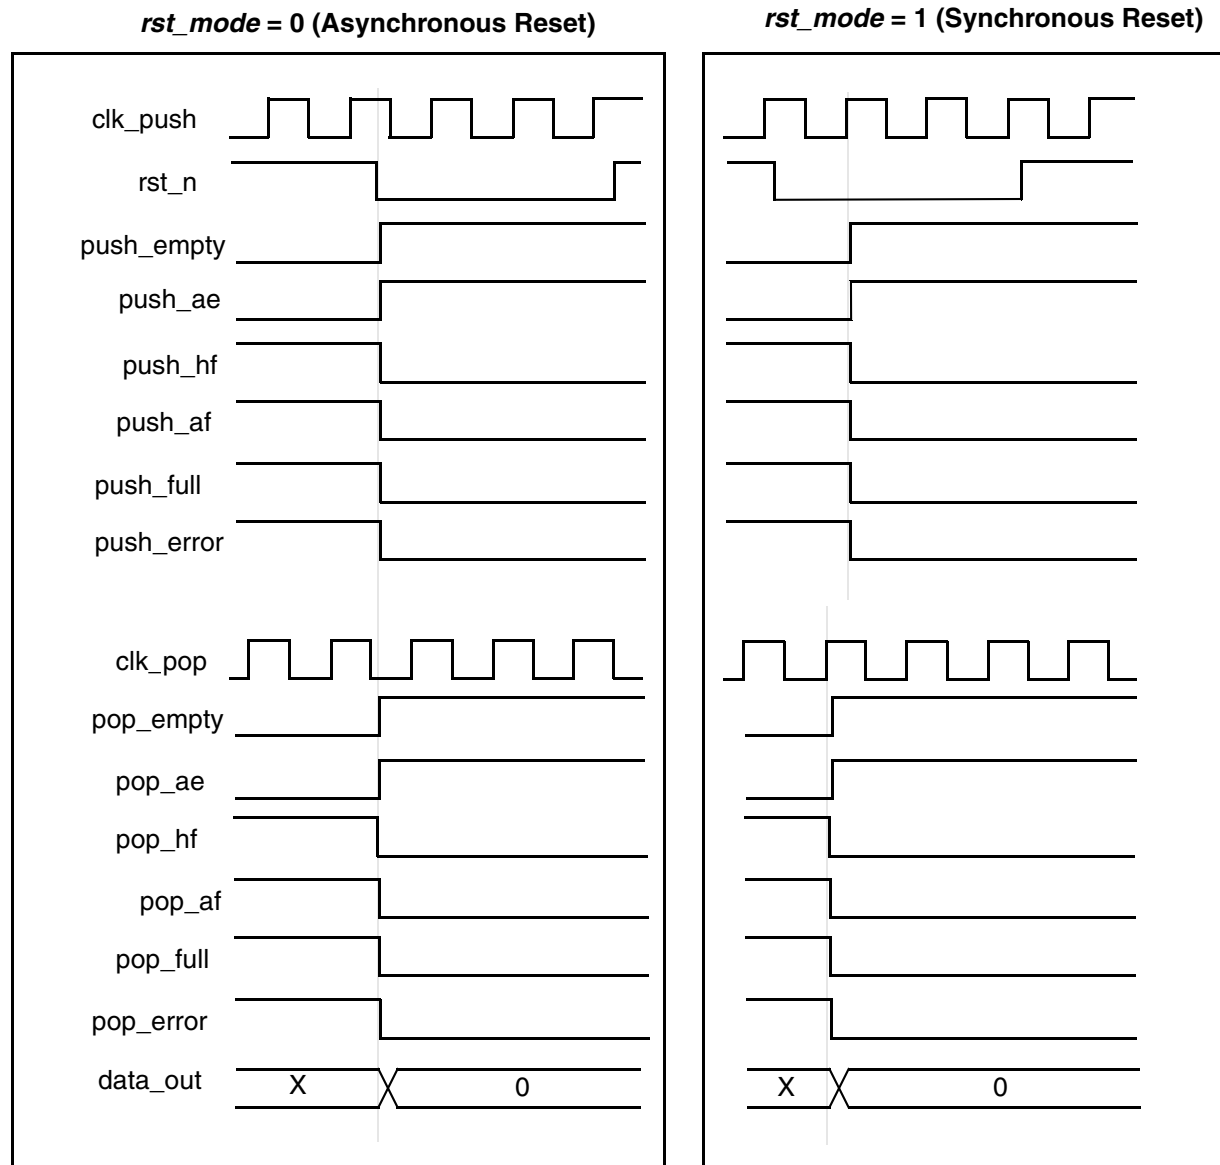 rst_mode = 0 (Asynchronous Reset)
rst_mode = 1 (Synchronous Reset)
clk_push
rst_n
push_empty
push_ae
push_hf
push_af
push_full
push_error
clk_pop
pop_empty
pop_ae
pop_hf
pop_af
pop_full
pop_error
data_out
X
0
X
0